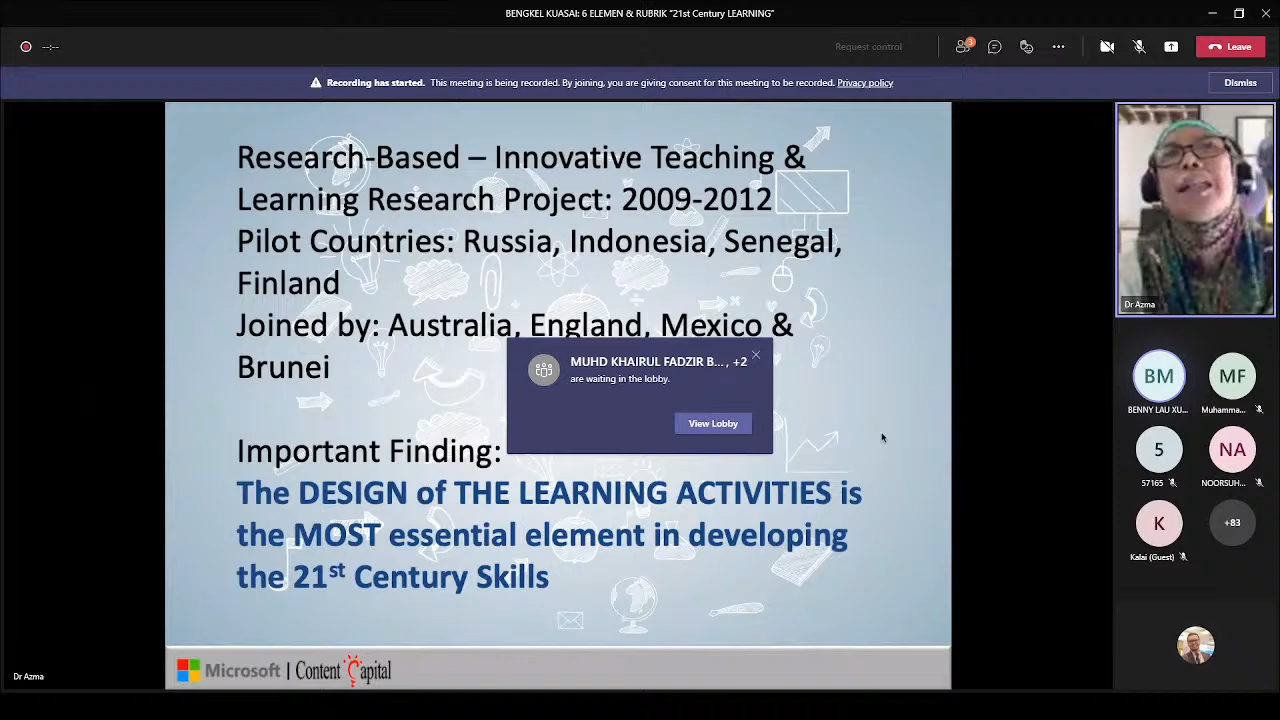 BENGKEL KUASAI: 6 ELEMEN & RUBRIK "21st Century LEARNING"
--:--
Request control
3
Leave
Recording has started. This meeting is being recorded. By joining, you are giving consent for this meeting to be recorded. Privacy policy
Dismiss
Research-Based – Innovative Teaching &
Learning Research Project: 2009-2012
Pilot Countries: Russia, Indonesia, Senegal,
Finland
Joined by: Australia, England, Mexico &
Brunei
MUHD KHAIRUL FADZIR B... , +2
are waiting in the lobby.
View Lobby
Important Finding:
The DESIGN of THE LEARNING ACTIVITIES is
the MOST essential element in developing
the 21st Century Skills
Microsoft | Content Capital
Dr Azma
Dr Azma
BM
MF
BENNY LAU XU...
Muhamma...
5
NA
57165
NOORSUH...
K
+83
Kalai (Guest)